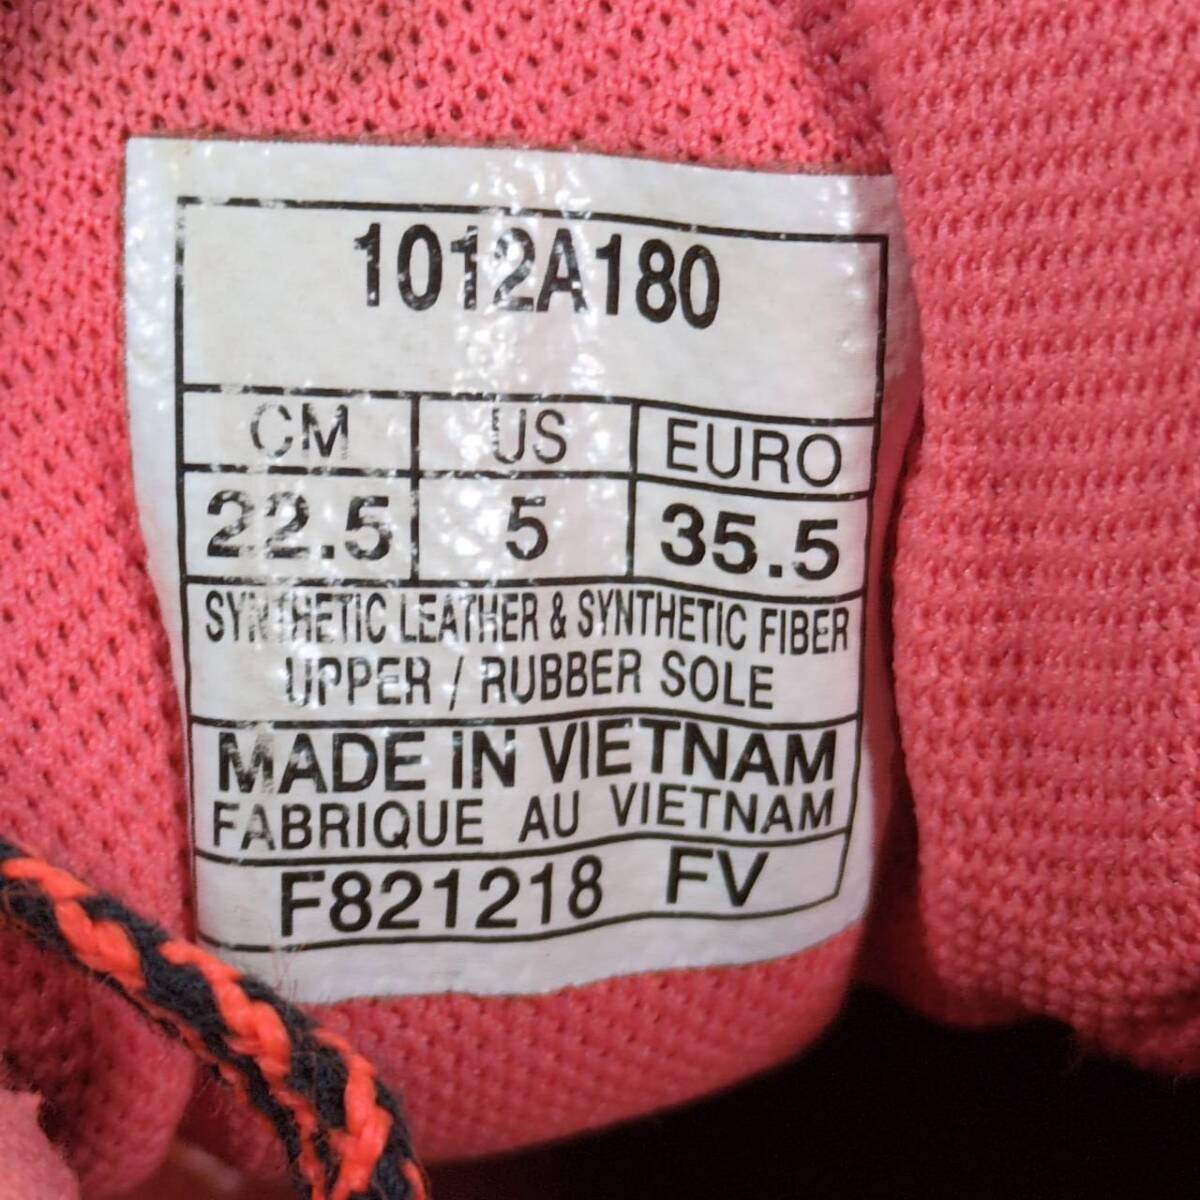 1012A180
CM US EURO
22.5 5 35.5
SYNTHETIC LEATHER & SYNTHETIC FIBER
UPPER / RUBBER SOLE
MADE IN VIETNAM
FABRIQUE AU VIETNAM
F821218 FV